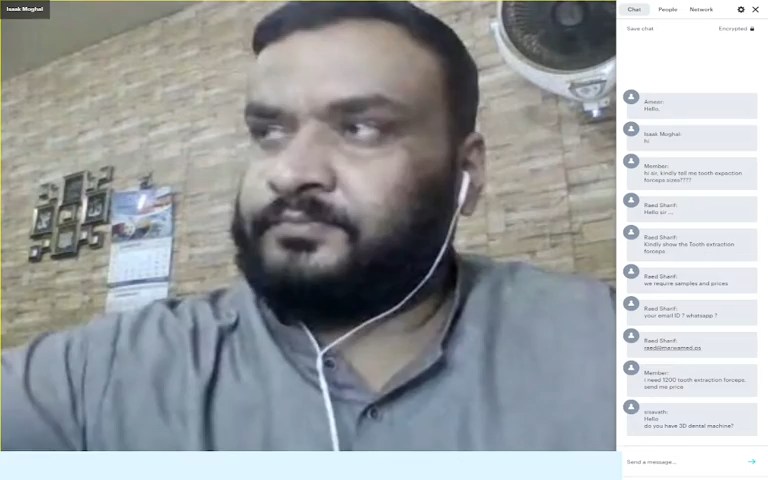 Isaak Moghal
Chat People Network
Save chat Encrypted
Ameer:
Hello,
Isaak Moghal:
hi
Member:
hi sir, kindly tell me tooth expection
forceps sizes????
Raed Sharif:
Hello sir ...
Raed Sharif:
Kindly show the Tooth extraction
forceps
Raed Sharif:
we require samples and prices
Raed Sharif:
your email ID ? whatsapp ?
Raed Sharif:
raed@marwamed.ps
Member:
i need 1200 tooth extraction forceps,
send me price
Hello
do you have 3D dental machine?
Send a message...